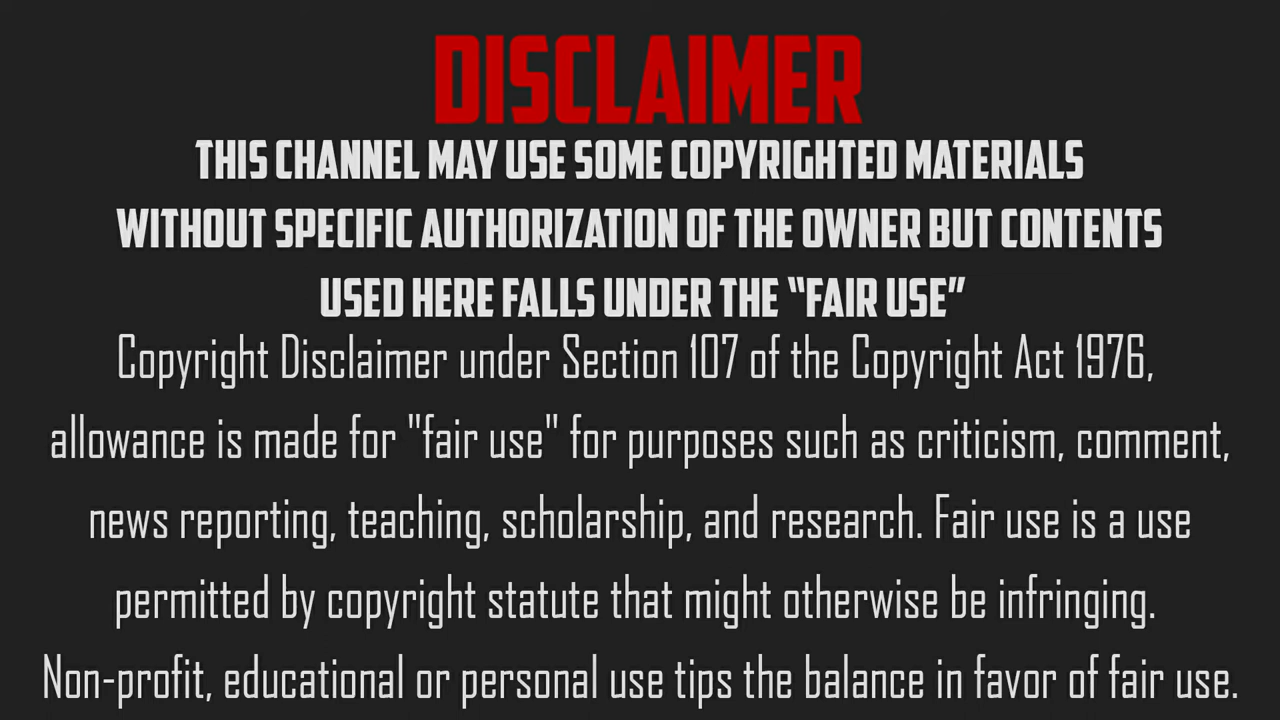 DISCLAIMER
THIS CHANNEL MAY USE SOME COPYRIGHTED MATERIALS
WITHOUT SPECIFIC AUTHORIZATION OF THE OWNER BUT CONTENTS
USED HERE FALLS UNDER THE “FAIR USE”
Copyright Disclaimer under Section 107 of the Copyright Act 1976,
allowance is made for "fair use" for purposes such as criticism, comment,
news reporting, teaching, scholarship, and research. Fair use is a use
permitted by copyright statute that might otherwise be infringing.
Non-profit, educational or personal use tips the balance in favor of fair use.